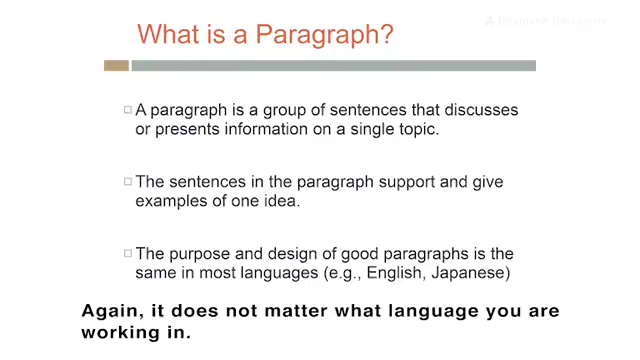 What is a Paragraph?
A paragraph is a group of sentences that discusses
or presents information on a single topic.
The sentences in the paragraph support and give
examples of one idea.
The purpose and design of good paragraphs is the
same in most languages (e.g., English, Japanese)
Again, it does not matter what language you are
working in.